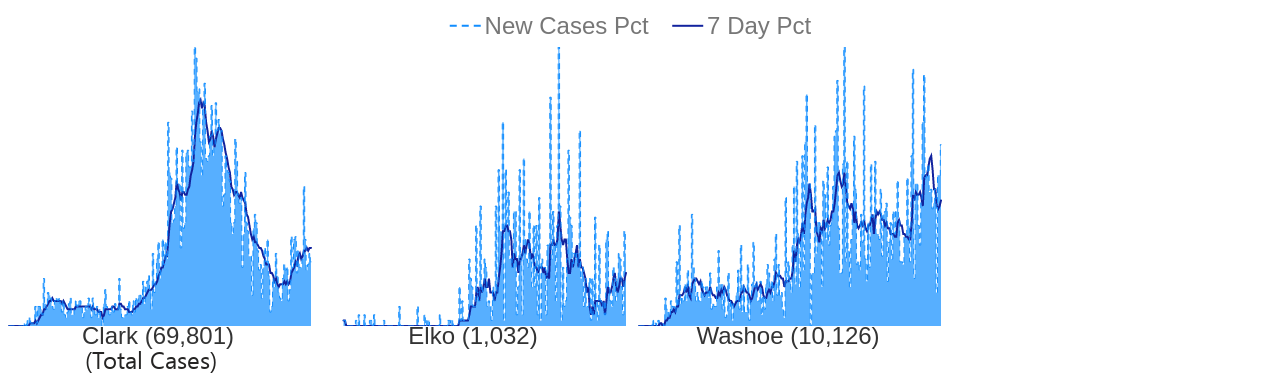 New Cases Pct 7 Day Pct
Clark (69,801) Elko (1,032) Washoe (10,126)
(Total Cases)